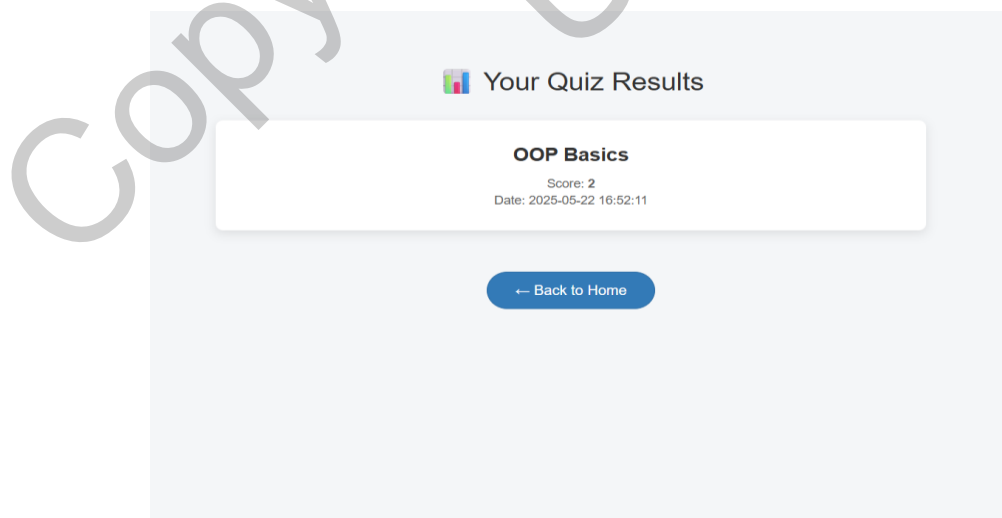 Copy
Your Quiz Results
OOP Basics
Score: 2
Date: 2025-05-22 16:52:11
← Back to Home